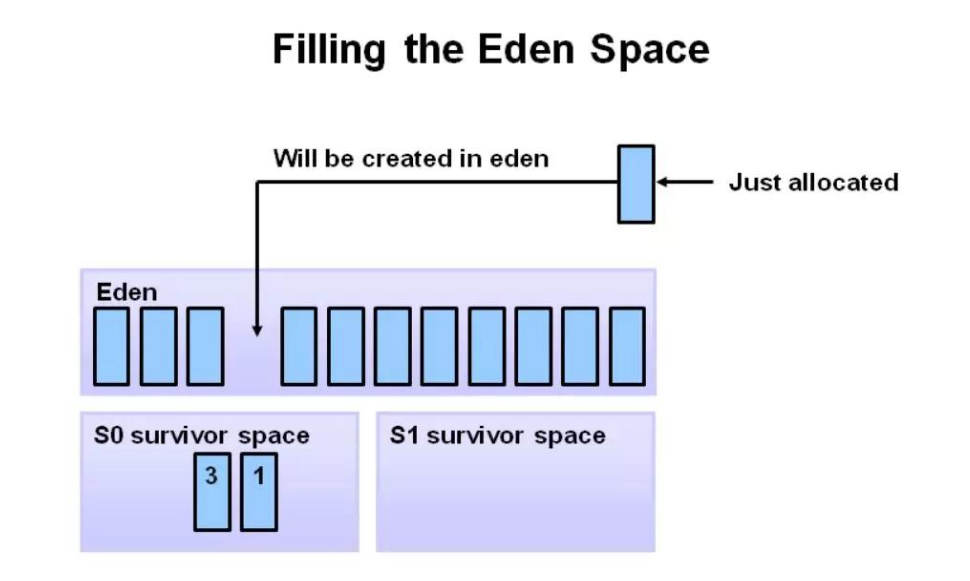 Filling the Eden Space
Will be created in eden
Just allocated
Eden
S0 survivor space
S1 survivor space
3 1